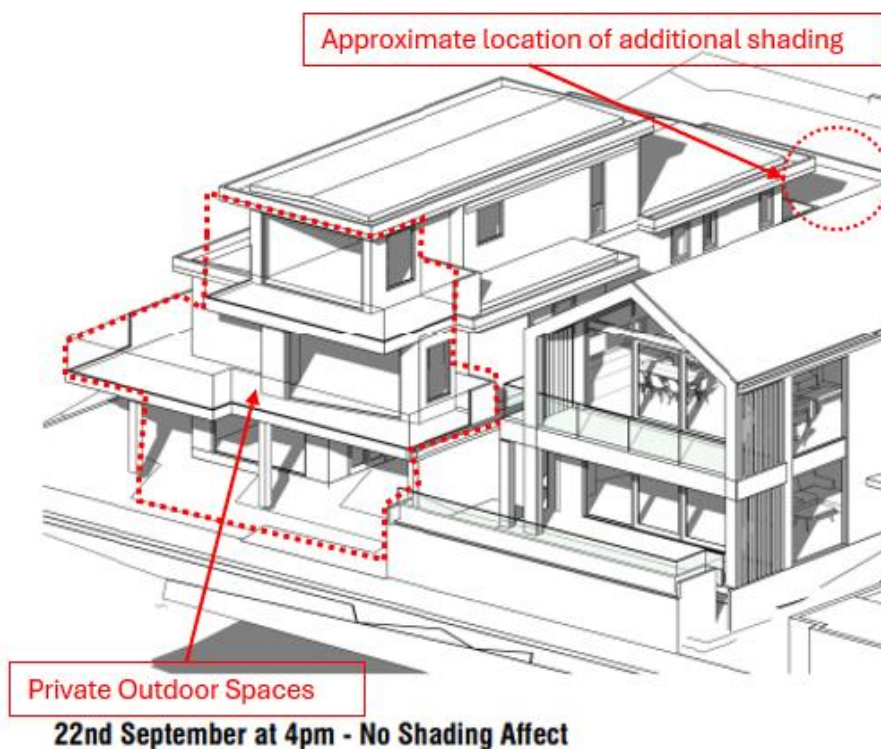 Approximate location of additional shading
Private Outdoor Spaces
22nd September at 4pm - No Shading Affect